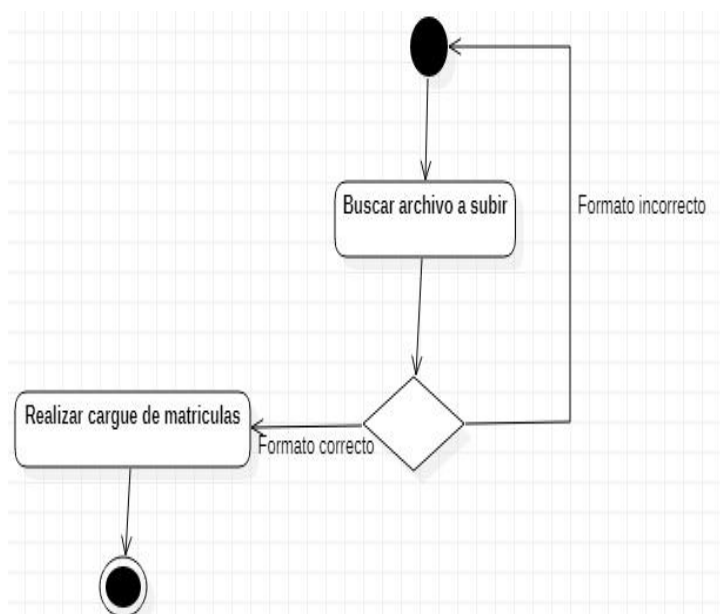 Buscar archivo a subir
Formato incorrecto
Realizar cargue de matriculas
Formato correcto